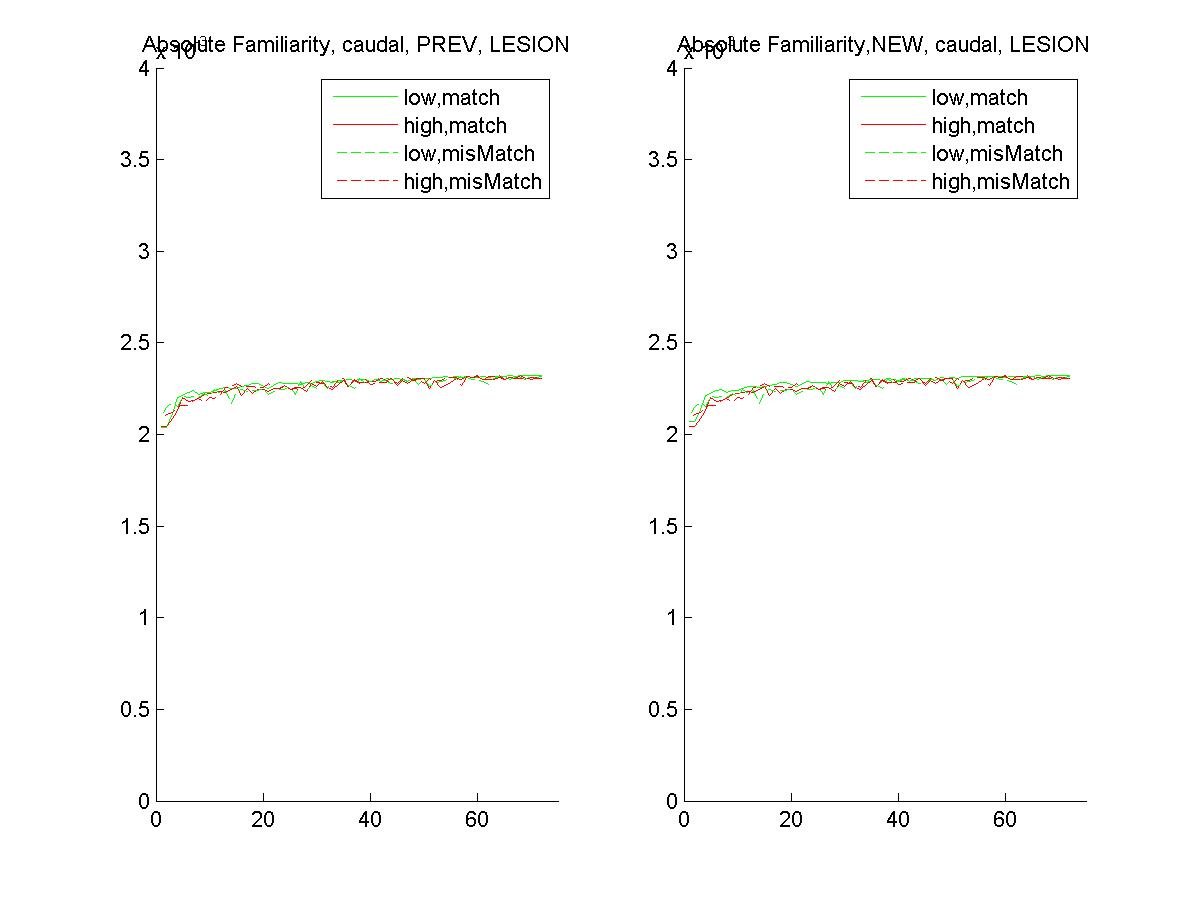 Absolute Familiarity, caudal, PREV, LESION
x 10
-3
4
3.5
3
2.5
2
1.5
1
0.5
0
0
20
40
60
low,match
high,match
low,misMatch
high,misMatch
Absolute Familiarity,NEW, caudal, LESION
x 10
4
3.5
3
2.5
2
1.5
1
0.5
0
0
20
40
60
low,match
high,match
low,misMatch
high,misMatch